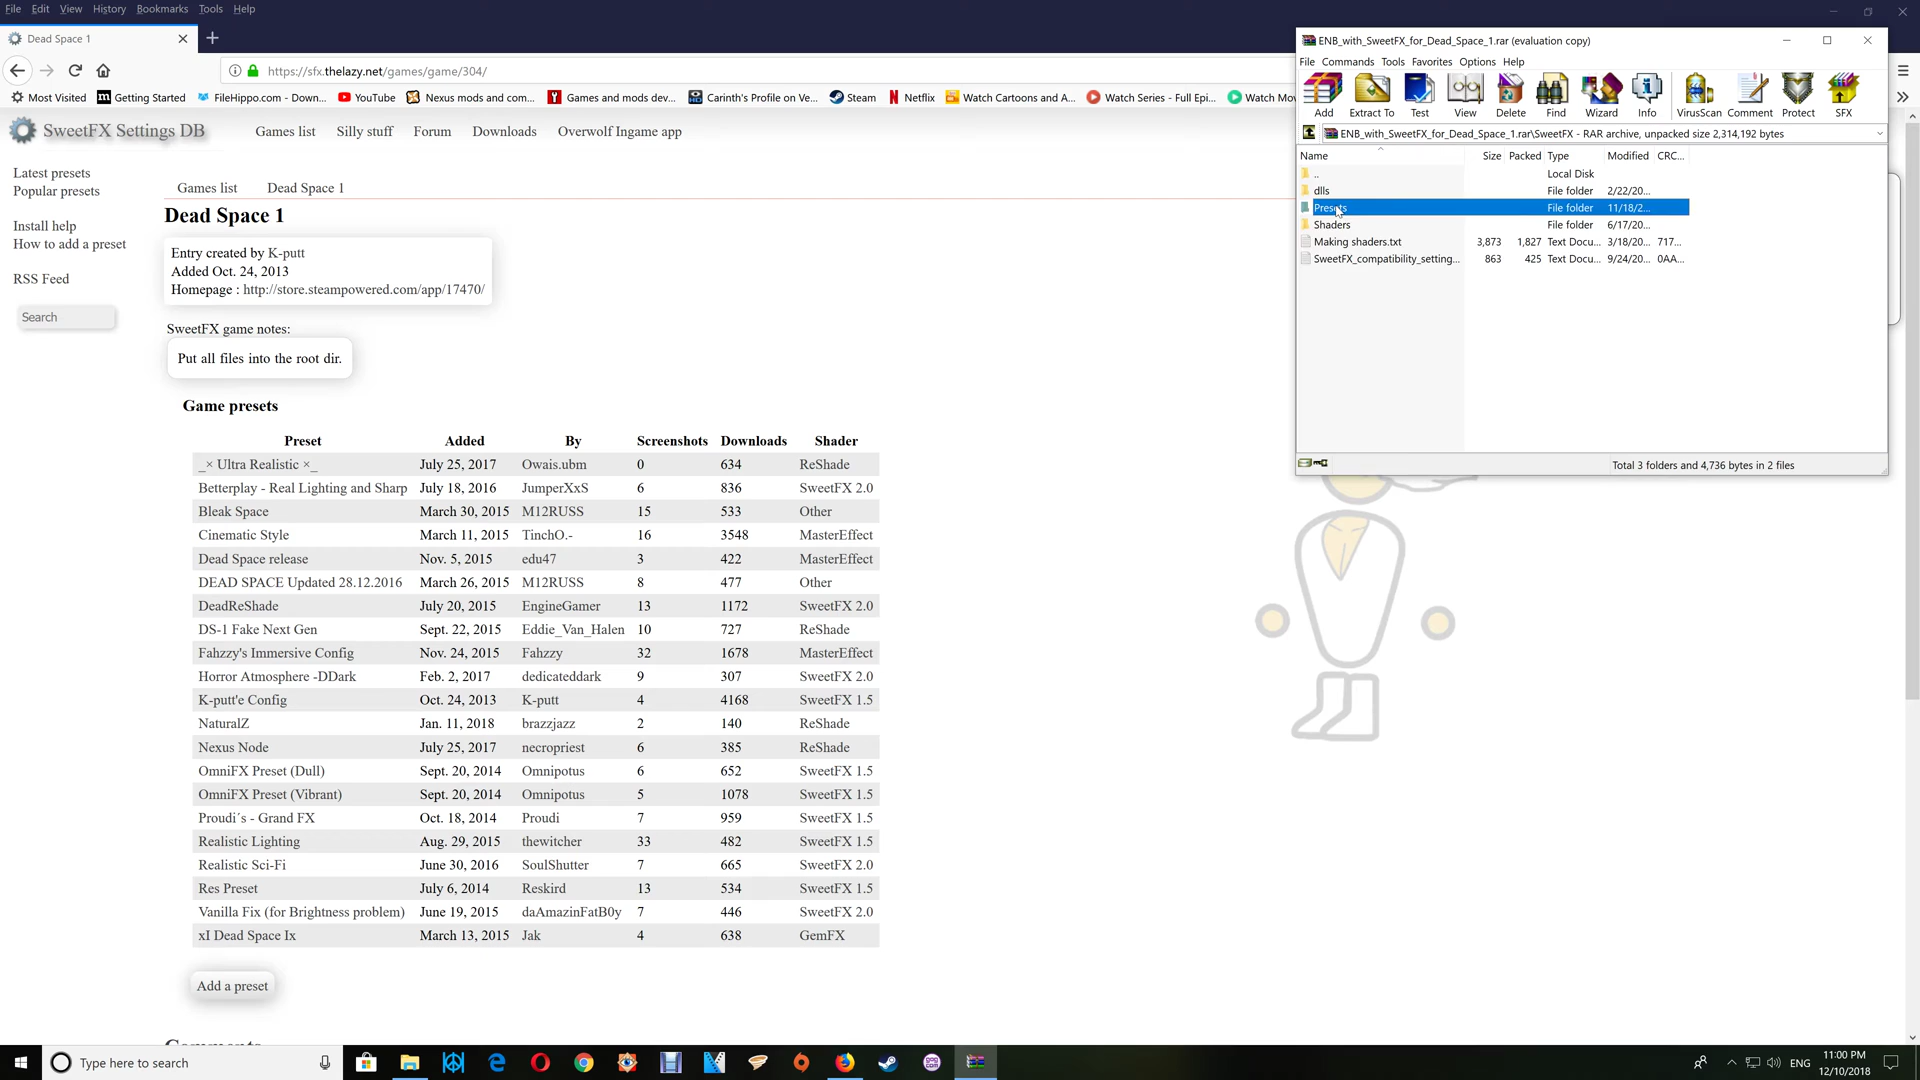 File Edit View History Bookmarks Tools Help
Dead Space 1
https://sfx.thelazy.net/games/game/304/
Most Visited Getting Started FileHippo.com - Down... YouTube Nexus mods and com... Games and mods dev... Carinth's Profile on Ve... Steam Netflix Watch Cartoons and A... Watch Series - Full Epi... Watch Mo
SweetFX Settings DB
Games list Silly stuff Forum Downloads Overwolf Ingame app
Latest presets
Popular presets
Install help
How to add a preset
RSS Feed
Search
Games list Dead Space 1
Dead Space 1
Entry created by K-putt
Added Oct. 24, 2013
Homepage : http://store.steampowered.com/app/17470/
SweetFX game notes:
Put all files into the root dir.
Game presets
Preset Added By Screenshots Downloads Shader
_× Ultra Realistic ×_ July 25, 2017 Owais.ubm 0 634 ReShade
Betterplay - Real Lighting and Sharp July 18, 2016 JumperXxS 6 836 SweetFX 2.0
Bleak Space March 30, 2015 M12RUSS 15 533 Other
Cinematic Style March 11, 2015 TinchO.- 16 3548 MasterEffect
Dead Space release Nov. 5, 2015 edu47 3 422 MasterEffect
DEAD SPACE Updated 28.12.2016 March 26, 2015 M12RUSS 8 477 Other
DeadReShade July 20, 2015 EngineGamer 13 1172 SweetFX 2.0
DS-1 Fake Next Gen Sept. 22, 2015 Eddie_Van_Halen 10 727 ReShade
Fahzzy's Immersive Config Nov. 24, 2015 Fahzzy 32 1678 MasterEffect
Horror Atmosphere -DDark Feb. 2, 2017 dedicateddark 9 307 SweetFX 2.0
K-putt'e Config Oct. 24, 2013 K-putt 4 4168 SweetFX 1.5
NaturalZ Jan. 11, 2018 brazzjazz 2 140 ReShade
Nexus Node July 25, 2017 necropriest 6 385 ReShade
OmniFX Preset (Dull) Sept. 20, 2014 Omnipotus 6 652 SweetFX 1.5
OmniFX Preset (Vibrant) Sept. 20, 2014 Omnipotus 5 1078 SweetFX 1.5
Proudi´s - Grand FX Oct. 18, 2014 Proudi 7 959 SweetFX 1.5
Realistic Lighting Aug. 29, 2015 thewitcher 33 482 SweetFX 1.5
Realistic Sci-Fi June 30, 2016 SoulShutter 7 665 SweetFX 2.0
Res Preset July 6, 2014 Reskird 13 534 SweetFX 1.5
Vanilla Fix (for Brightness problem) June 19, 2015 daAmazinFatB0y 7 446 SweetFX 2.0
xI Dead Space Ix March 13, 2015 Jak 4 638 GemFX
Add a preset
ENB_with_SweetFX_for_Dead_Space_1.rar (evaluation copy)
File Commands Tools Favorites Options Help
Add Extract To Test View Delete Find Wizard Info VirusScan Comment Protect SFX
ENB_with_SweetFX_for_Dead_Space_1.rar\SweetFX - RAR archive, unpacked size 2,314,192 bytes
Name Size Packed Type Modified CRC...
.. Local Disk
dlls File folder 2/22/20...
Presets File folder 11/18/2...
Shaders File folder 6/17/20...
Making shaders.txt 3,873 1,827 Text Docu... 3/18/20... 717...
SweetFX_compatibility_setting... 863 425 Text Docu... 9/24/20... 0AA...
Total 3 folders and 4,736 bytes in 2 files
Type here to search
ENG
11:00 PM
12/10/2018